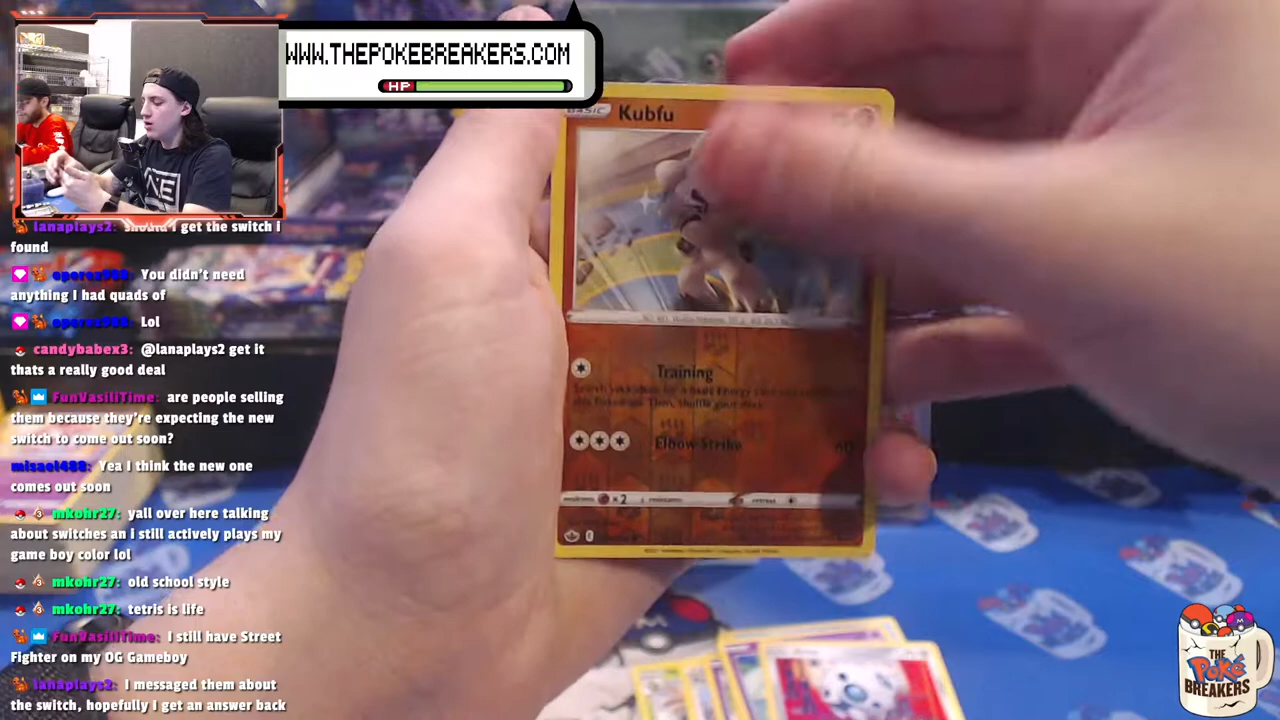 WWW.THEPOKEBREAKERS.COM
HP
BASIC Kubfu
Training
Elbow Strike
weakness ×2 resistance retreat
lanaplays2: should I get the switch I
found
operez988: You didn't need
anything I had quads of
operez988: Lol
candybabex3: @lanaplays2 get it
thats a really good deal
FunVasiliTime: are people selling
them because they're expecting the new
switch to come out soon?
misael488: Yea I think the new one
comes out soon
mkohr27: yall over here talking
about switches an i still actively plays my
game boy color lol
mkohr27: old school style
mkohr27: tetris is life
FunVasiliTime: I still have Street
Fighter on my OG Gameboy
lanaplays2: I messaged them about
the switch, hopefully I get an answer back
THE
Poké
BREAKERS